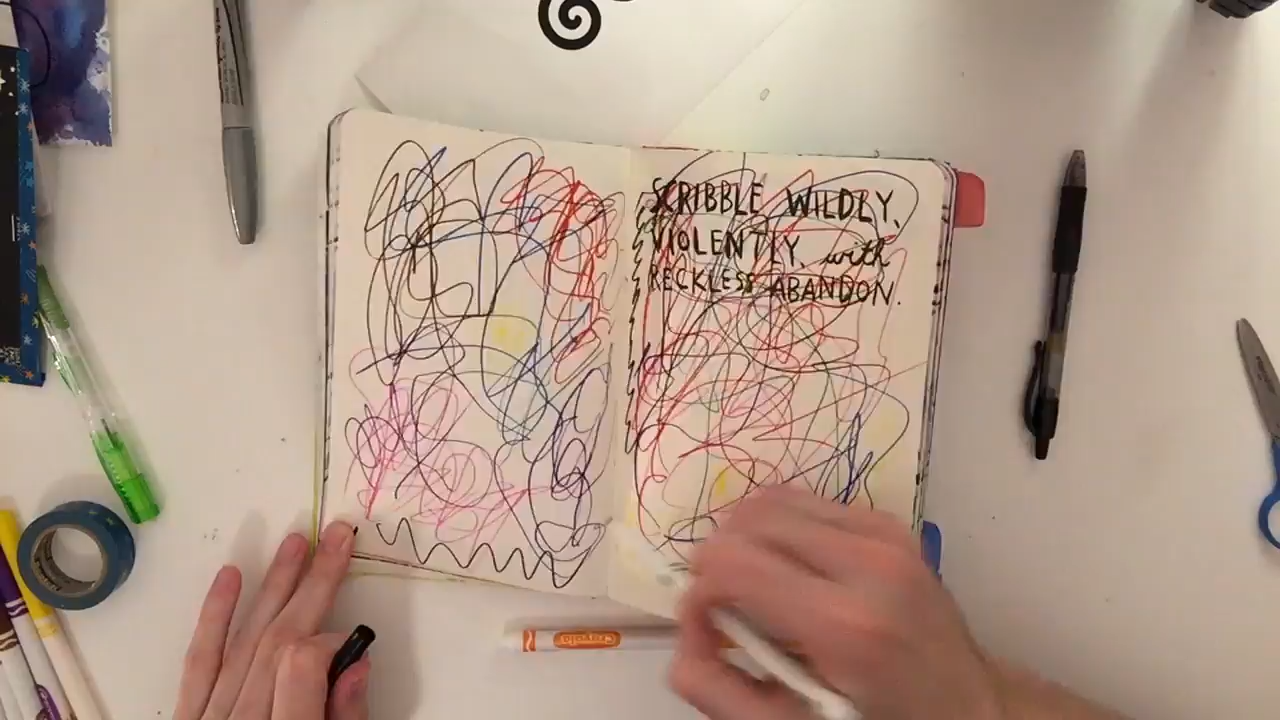 SCRIBBLE WILDLY,
VIOLENTLY, with
RECKLESS ABANDON.
Crayola